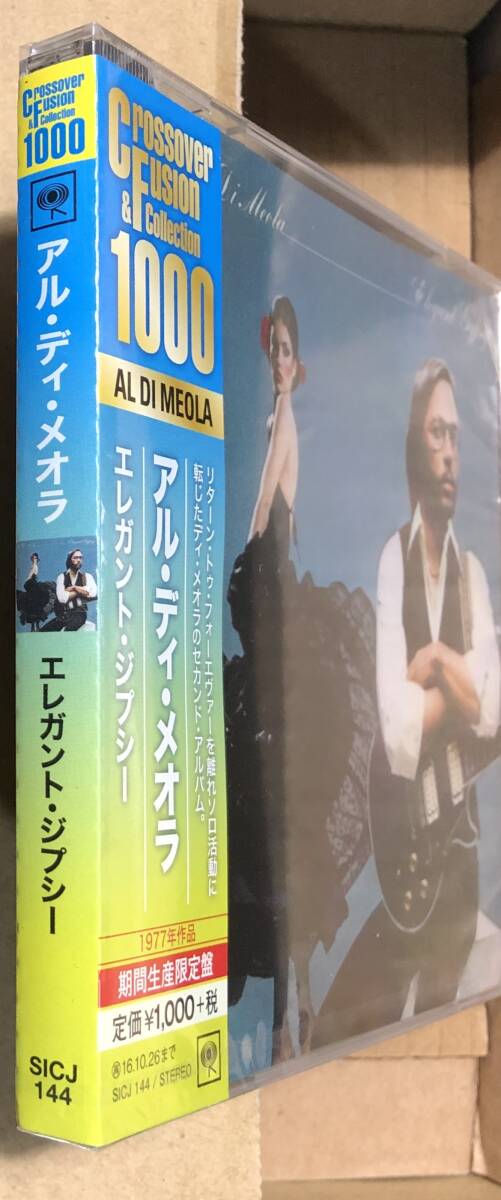 Crossover
& Fusion
Collection
1000
アル・ディ・メオラ
エレガント・ジプシー
SICJ
144
Crossover
& Fusion
Collection
1000
AL DI MEOLA
リターン・トゥ・フォーエヴァーを離れソロ活動に
転じたディ・メオラのセカンド・アルバム。
アル・ディ・メオラ
エレガント・ジプシー
1977年作品
期間生産限定盤
定価¥1,000+税
16.10.26まで
SICJ 144 / STEREO
Di Meola